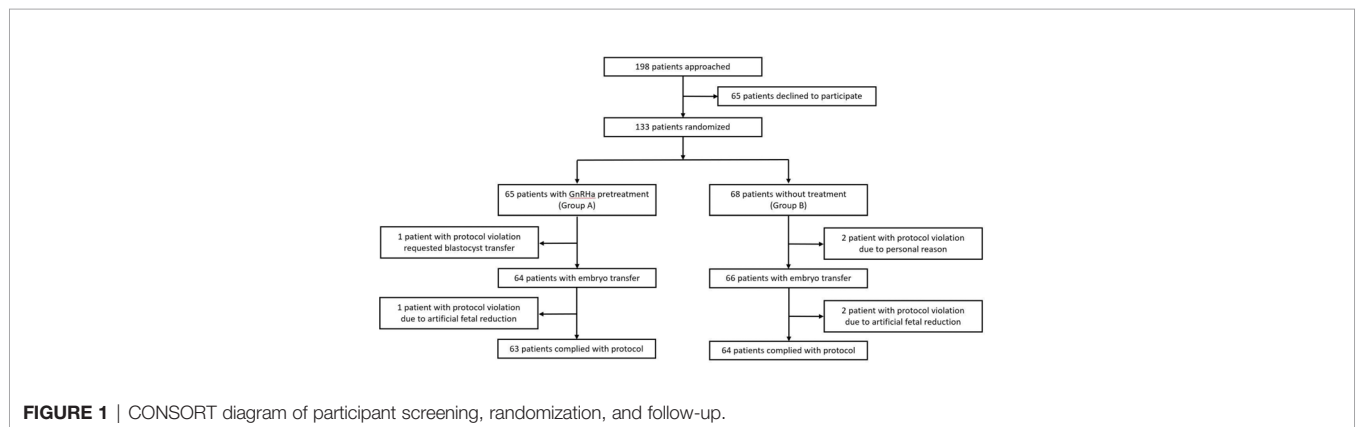 198 patients approached
65 patients declined to participate
133 patients randomized
65 patients with GnRHa pretreatment
(Group A)
68 patients without treatment
(Group B)
1 patient with protocol violation
requested blastocyst transfer
2 patient with protocol violation
due to personal reason
64 patients with embryo transfer
66 patients with embryo transfer
1 patient with protocol violation
due to artificial fetal reduction
2 patient with protocol violation
due to artificial fetal reduction
63 patients complied with protocol
64 patients complied with protocol
FIGURE 1 | CONSORT diagram of participant screening, randomization, and follow-up.